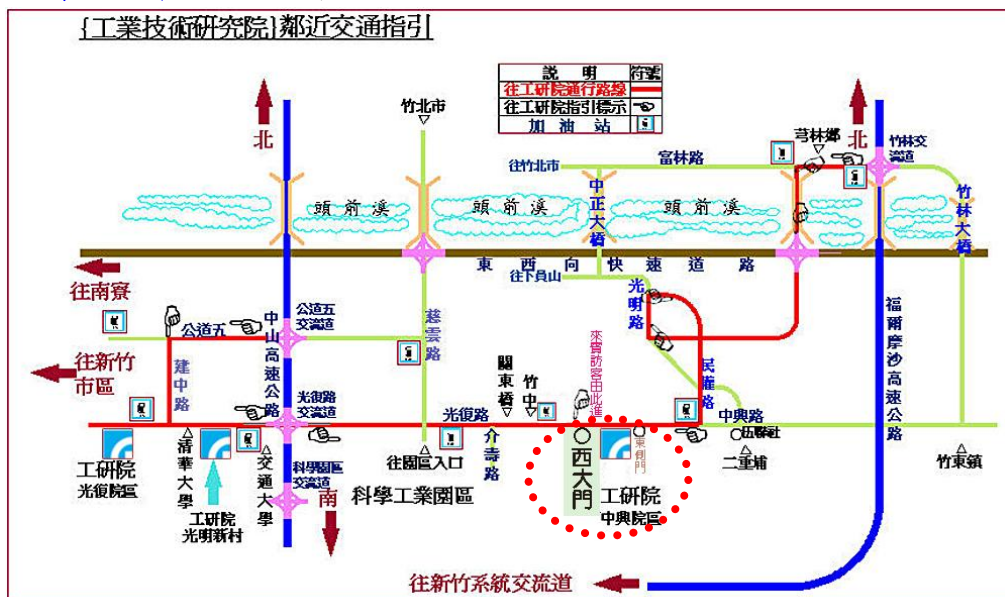 {工業技術研究院}鄰近交通指引
説 明 符號
往工研院通行路線
往工研院指引標示
加 油 站
北
竹北市
往竹北市
富林路
芎林鄉
北
竹林交流道
頭前溪
頭前溪
中正大橋
頭前溪
竹林大橋
東西向快速道路
往南寮
往下員山
公道五
公道五交流道
中山高速公路
慈雲路
光明路
福爾摩沙高速公路
往新竹市區
建中路
來賓訪客由此進
民權路
關東橋
竹中
光復路交流道
光復路
介壽路
中興路
伍聯社
工研院
光復院區
清華大學
工研院
光明新村
交通大學
科學園區交流道
往園區入口
科學工業園區
西大門
東側門
工研院
中興院區
二重埔
竹東鎮
南
往新竹系統交流道